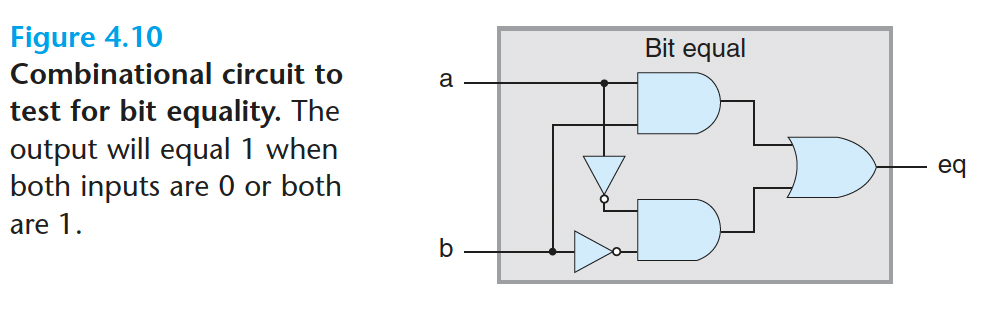 Figure 4.10
Combinational circuit to
test for bit equality. The
output will equal 1 when
both inputs are 0 or both
are 1.
Bit equal
a
eq
b